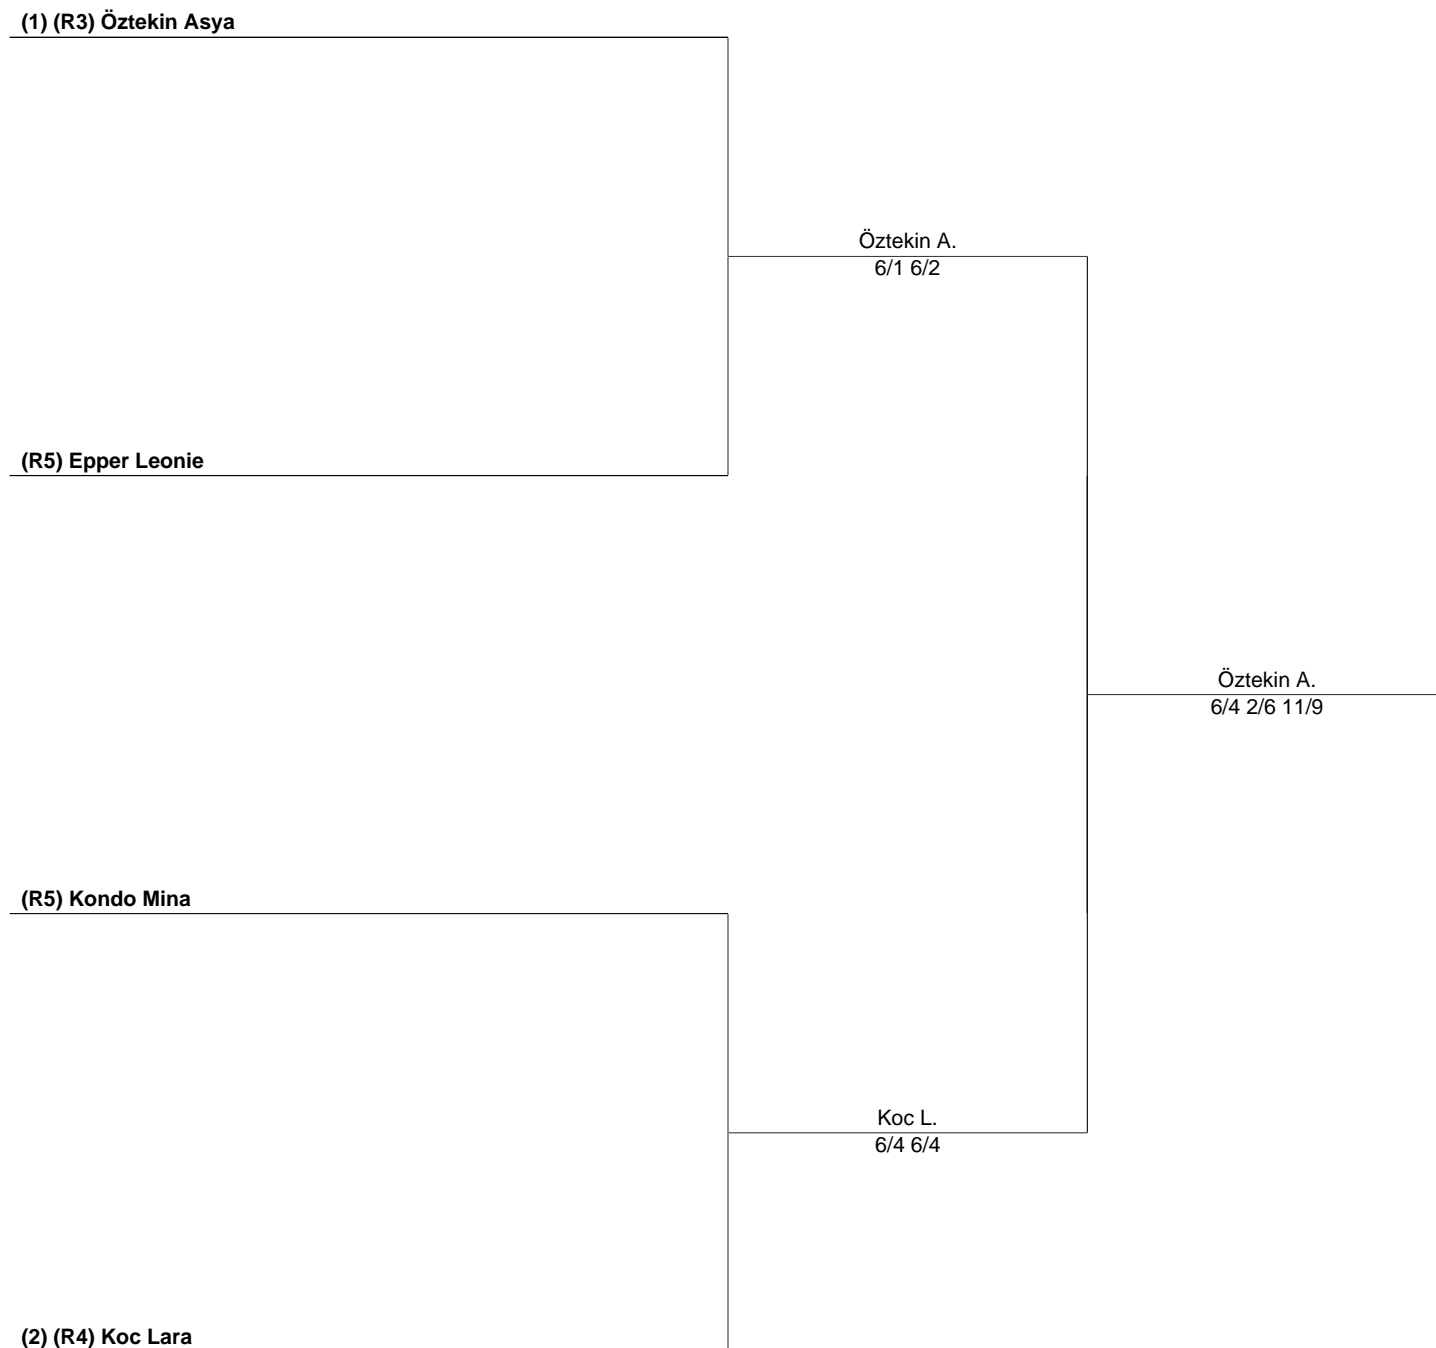 (1) (R3) Öztekin Asya
Öztekin A.
6/1 6/2
(R5) Epper Leonie
Öztekin A.
6/4 2/6 11/9
(R5) Kondo Mina
Koc L.
6/4 6/4
(2) (R4) Koc Lara